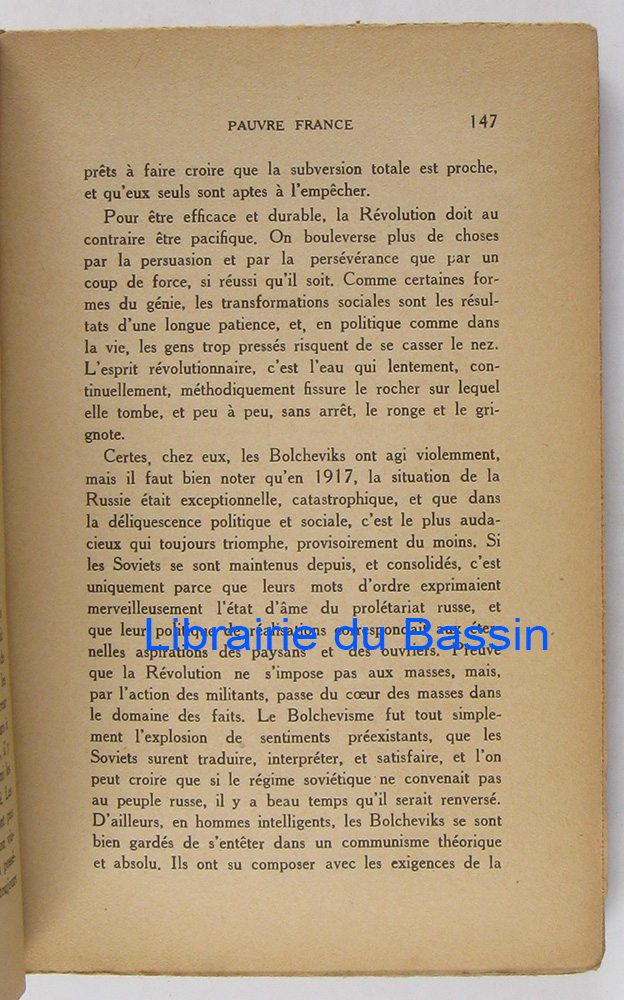 PAUVRE FRANCE 147
prêts à faire croire que la subversion totale est proche,
et qu'eux seuls sont aptes à l'empêcher.
Pour être efficace et durable, la Révolution doit au
contraire être pacifique. On bouleverse plus de choses
par la persuasion et par la persévérance que par un
coup de force, si réussi qu'il soit. Comme certaines for-
mes du génie, les transformations sociales sont les résul-
tats d'une longue patience, et, en politique comme dans
la vie, les gens trop pressés risquent de se casser le nez.
L'esprit révolutionnaire, c'est l'eau qui lentement, con-
tinuellement, méthodiquement fissure le rocher sur lequel
elle tombe, et peu à peu, sans arrêt, le ronge et le gri-
gnote.
Certes, chez eux, les Bolcheviks ont agi violemment,
mais il faut bien noter qu'en 1917, la situation de la
Russie était exceptionnelle, catastrophique, et que dans
la déliquescence politique et sociale, c'est le plus auda-
cieux qui toujours triomphe, provisoirement du moins. Si
les Soviets se sont maintenus depuis, et consolidés, c'est
uniquement parce que leurs mots d'ordre exprimaient
merveilleusement l'état d'âme du prolétariat russe, et
que leur politique de réalisations correspondait aux éter-
Librairie du Bassin
nelles aspirations des paysans et des ouvriers. Preuve
que la Révolution ne s'impose pas aux masses, mais,
par l'action des militants, passe du cœur des masses dans
le domaine des faits. Le Bolchevisme fut tout simple-
ment l'explosion de sentiments préexistants, que les
Soviets surent traduire, interpréter, et satisfaire, et l'on
peut croire que si le régime soviétique ne convenait pas
au peuple russe, il y a beau temps qu'il serait renversé.
D'ailleurs, en hommes intelligents, les Bolcheviks se sont
bien gardés de s'entêter dans un communisme théorique
et absolu. Ils ont su composer avec les exigences de la